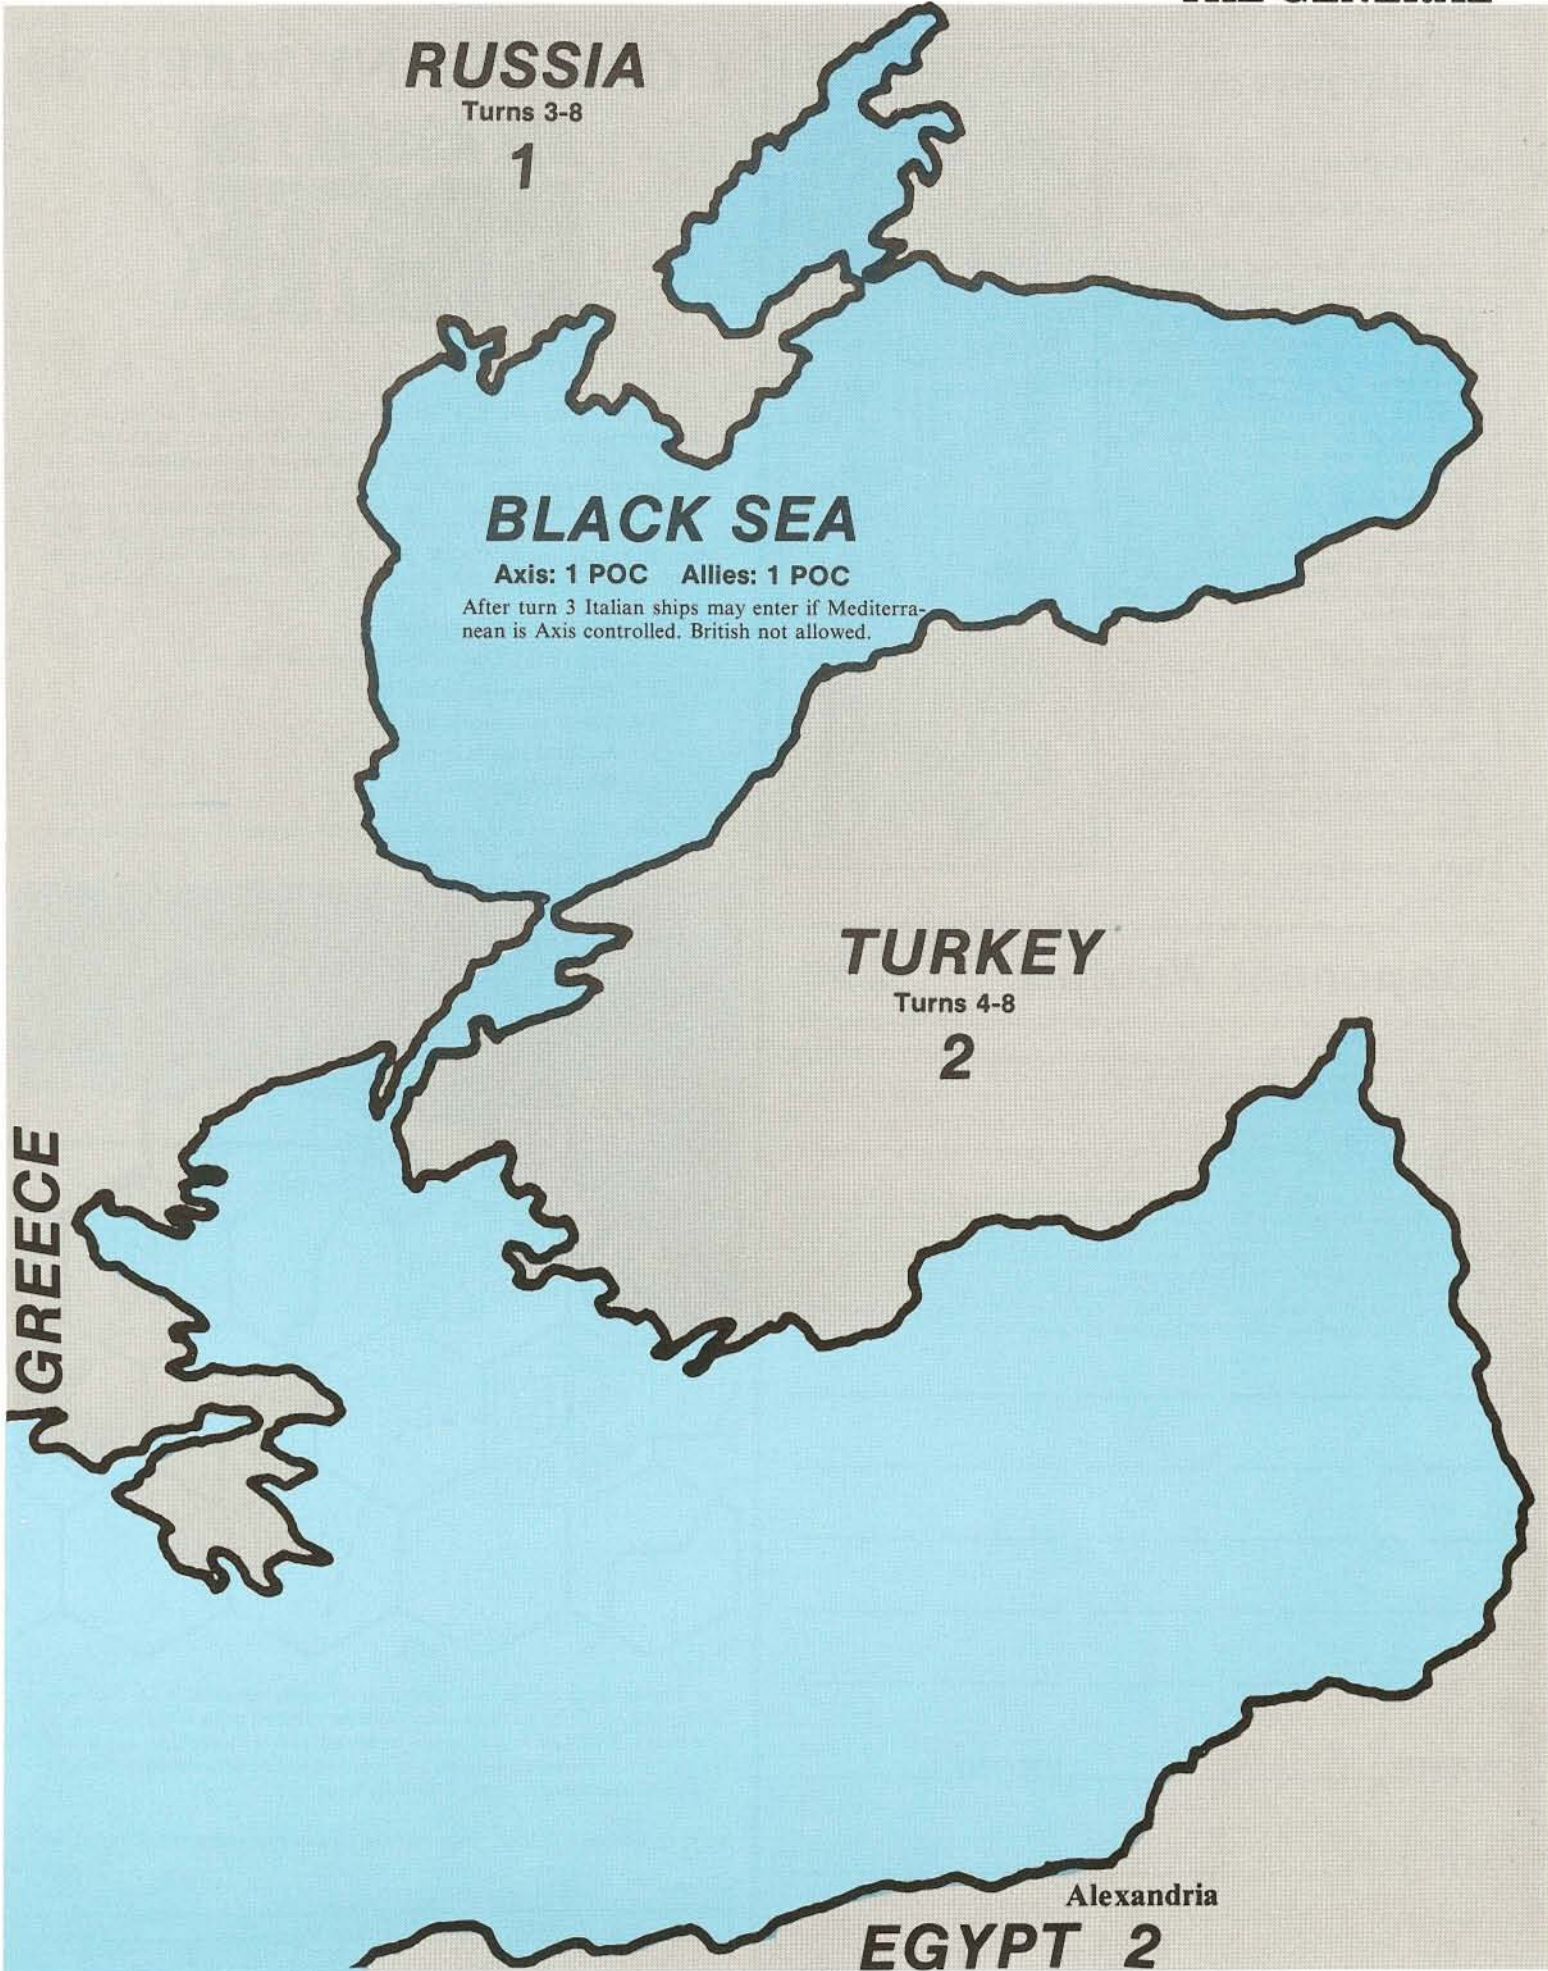 RUSSIA
Turns 3-8
1
BLACK SEA
Axis: 1 POC Allies: 1 POC
After turn 3 Italian ships may enter if Mediterra-
nean is Axis controlled. British not allowed.
TURKEY
Turns 4-8
2
GREECE
Alexandria
EGYPT 2